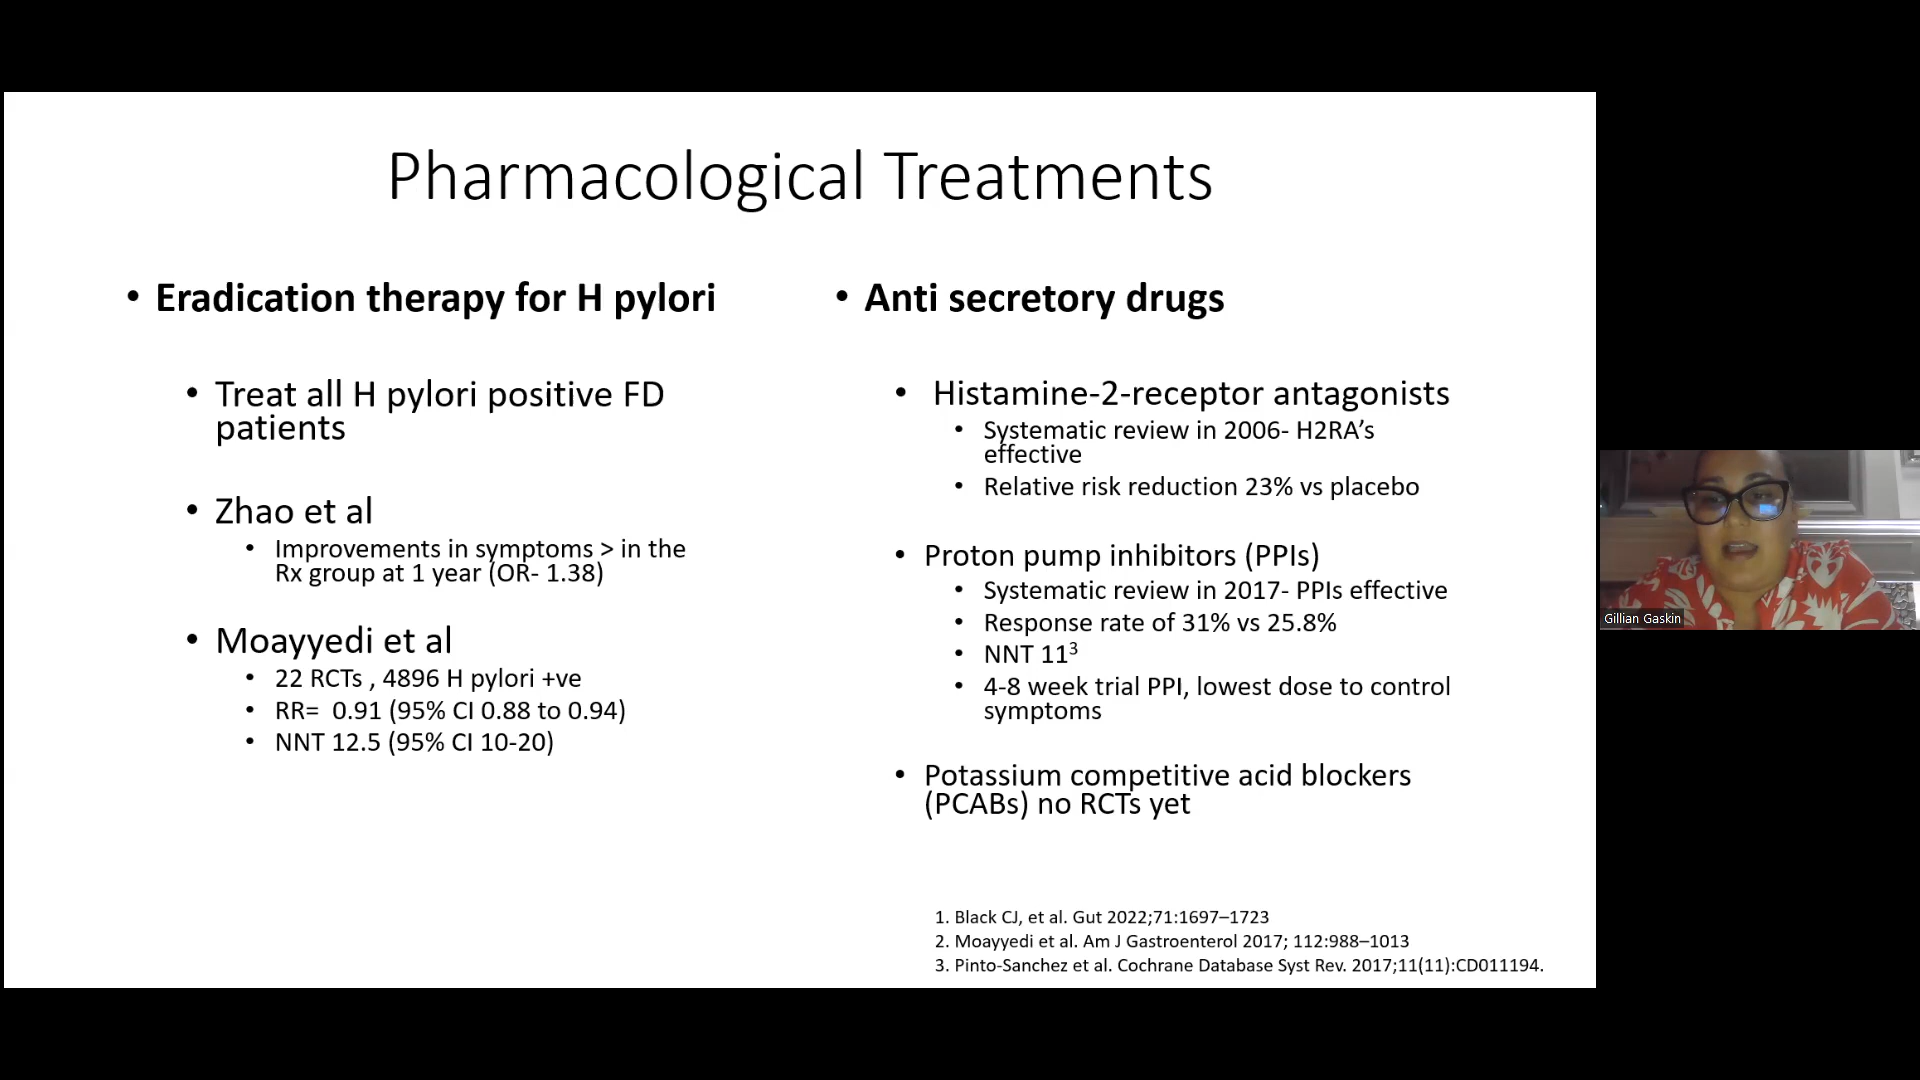 Pharmacological Treatments
• Eradication therapy for H pylori
• Treat all H pylori positive FD
patients
• Zhao et al
• Improvements in symptoms > in the
Rx group at 1 year (OR- 1.38)
• Moayyedi et al
• 22 RCTs , 4896 H pylori +ve
• RR= 0.91 (95% CI 0.88 to 0.94)
• NNT 12.5 (95% CI 10-20)
• Anti secretory drugs
• Histamine-2-receptor antagonists
• Systematic review in 2006- H2RA’s
effective
• Relative risk reduction 23% vs placebo
• Proton pump inhibitors (PPIs)
• Systematic review in 2017- PPIs effective
• Response rate of 31% vs 25.8%
• NNT 11³
• 4-8 week trial PPI, lowest dose to control
symptoms
• Potassium competitive acid blockers
(PCABs) no RCTs yet
1. Black CJ, et al. Gut 2022;71:1697–1723
2. Moayyedi et al. Am J Gastroenterol 2017; 112:988–1013
3. Pinto-Sanchez et al. Cochrane Database Syst Rev. 2017;11(11):CD011194.
Gillian Gaskin